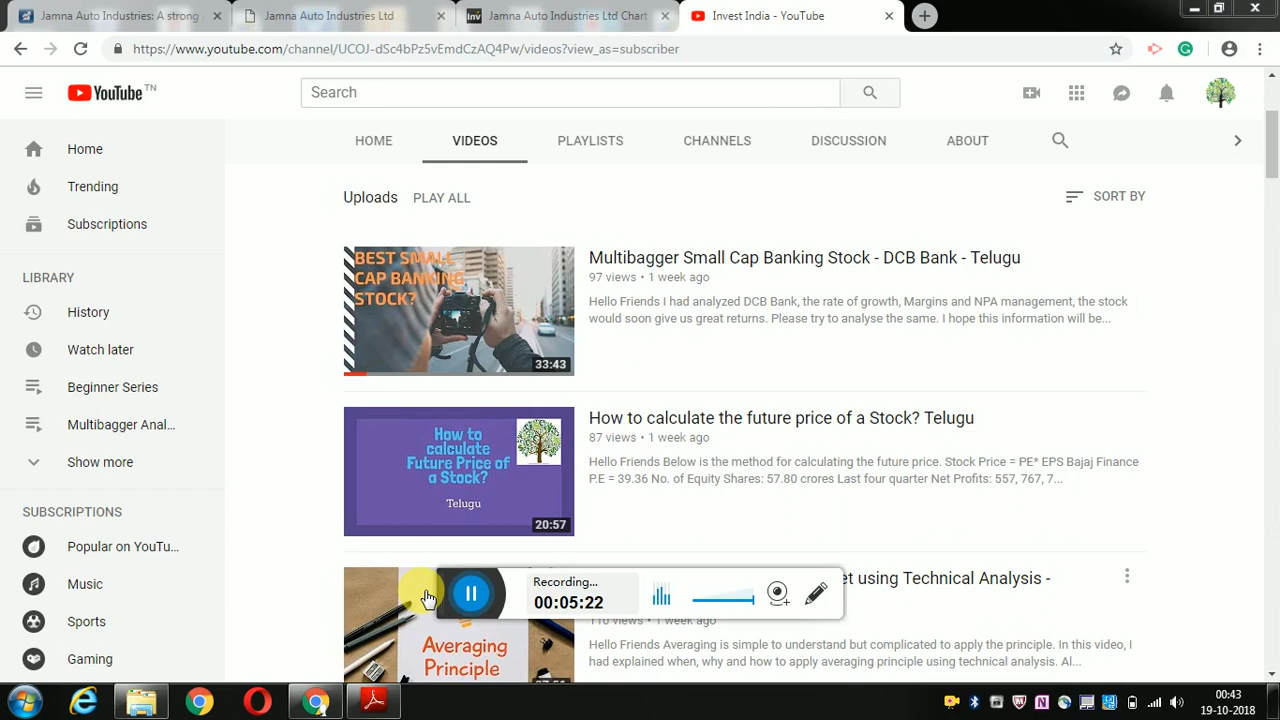 Jamna Auto Industries: A strong
Jamna Auto Industries Ltd
Jamna Auto Industries Ltd Chart
Invest India - YouTube
https://www.youtube.com/channel/UCOJ-dSc4bPz5vEmdCzAQ4Pw/videos?view_as=subscriber
YouTube TN
Search
HOME
VIDEOS
PLAYLISTS
CHANNELS
DISCUSSION
ABOUT
Home
Trending
Subscriptions
LIBRARY
History
Watch later
Beginner Series
Multibagger Anal...
Show more
SUBSCRIPTIONS
Popular on YouTu...
Music
Sports
Gaming
Uploads PLAY ALL
SORT BY
BEST SMALL
CAP BANKING
STOCK?
33:43
Multibagger Small Cap Banking Stock - DCB Bank - Telugu
97 views • 1 week ago
Hello Friends I had analyzed DCB Bank, the rate of growth, Margins and NPA management, the stock
would soon give us great returns. Please try to analyse the same. I hope this information will be...
How to
calculate
Future Price of
a Stock?
Telugu
20:57
How to calculate the future price of a Stock? Telugu
87 views • 1 week ago
Hello Friends Below is the method for calculating the future price. Stock Price = PE* EPS Bajaj Finance
P.E = 39.36 No. of Equity Shares: 57.80 crores Last four quarter Net Profits: 557, 767, 7...
Recording...
00:05:22
Averaging
Principle
et using Technical Analysis -
110 views • 1 week ago
Hello Friends Averaging is simple to understand but complicated to apply the principle. In this video, I
had explained when, why and how to apply averaging principle using technical analysis. Al...
00:43
19-10-2018